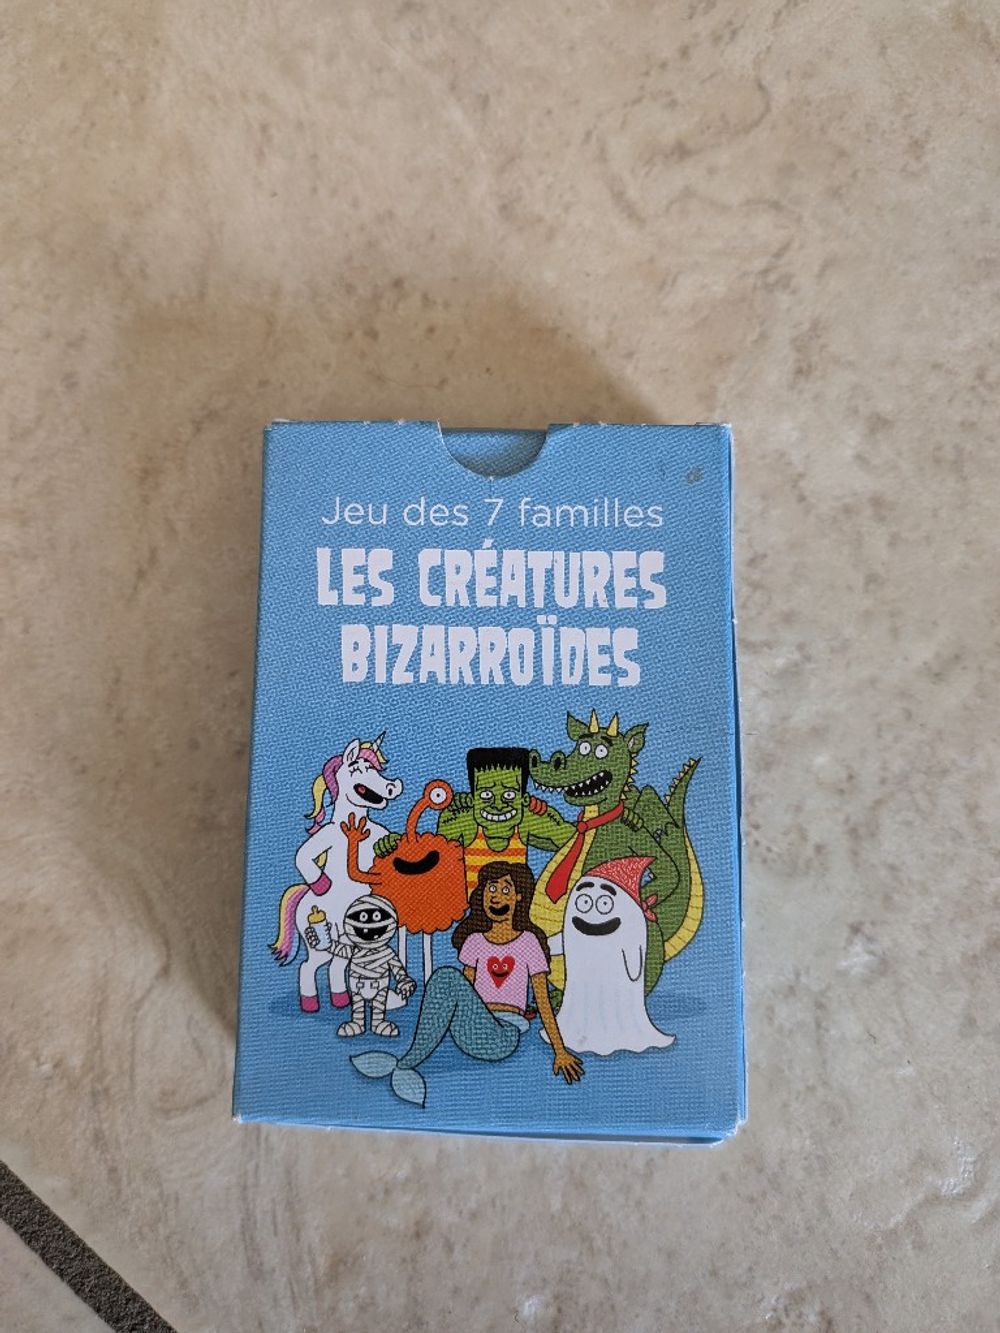 Jeu des 7 familles
LES CRÉATURES
BIZARROÏDES